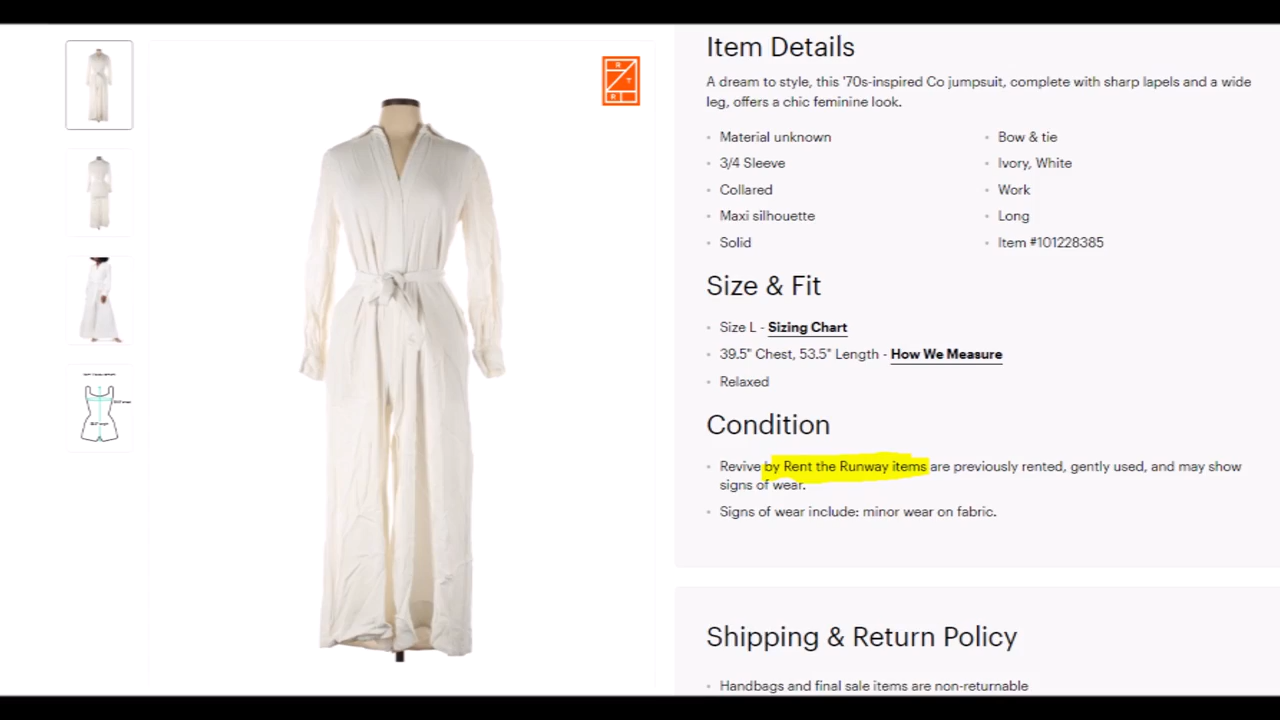 Item Details
A dream to style, this '70s-inspired Co jumpsuit, complete with sharp lapels and a wide
leg, offers a chic feminine look.
Material unknown
3/4 Sleeve
Collared
Maxi silhouette
Solid
Bow & tie
Ivory, White
Work
Long
Item #101228385
Size & Fit
Size L - Sizing Chart
39.5" Chest, 53.5" Length - How We Measure
Relaxed
Condition
Revive by Rent the Runway items are previously rented, gently used, and may show
signs of wear.
Signs of wear include: minor wear on fabric.
Shipping & Return Policy
Handbags and final sale items are non-returnable